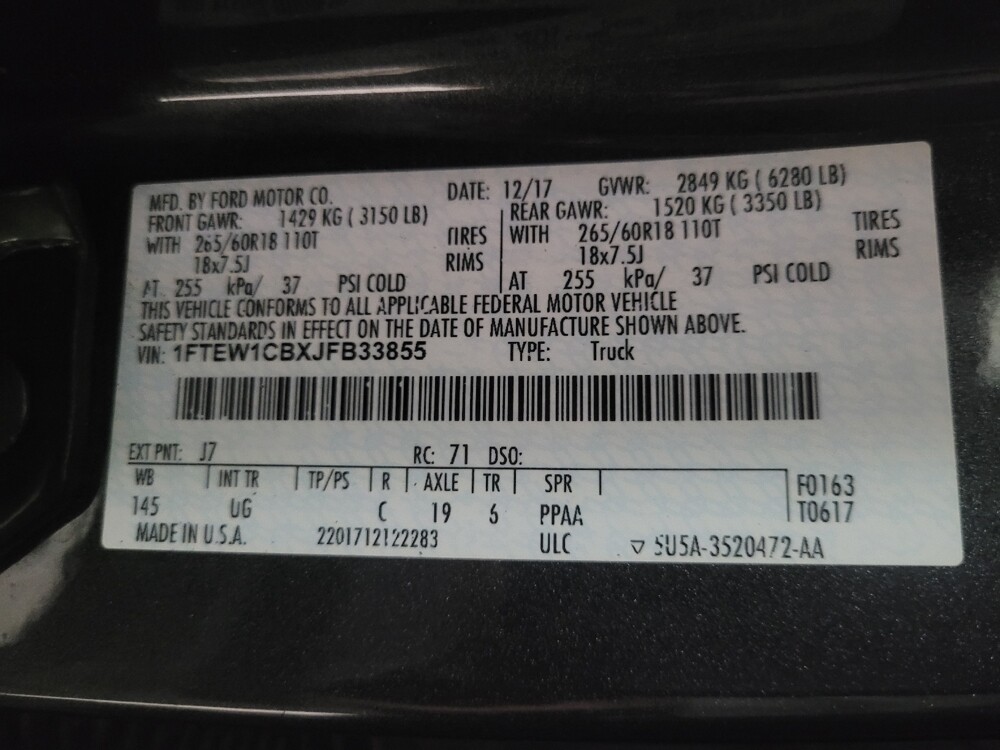 MFD. BY FORD MOTOR CO. DATE: 12/17 GVWR: 2849 KG ( 6280 LB)
FRONT GAWR: 1429 KG ( 3150 LB) REAR GAWR: 1520 KG ( 3350 LB)
WITH 265/60R18 110T TIRES WITH 265/60R18 110T TIRES
18x7.5J RIMS 18x7.5J RIMS
AT 255 kPa/ 37 PSI COLD AT 255 kPa/ 37 PSI COLD
THIS VEHICLE CONFORMS TO ALL APPLICABLE FEDERAL MOTOR VEHICLE
SAFETY STANDARDS IN EFFECT ON THE DATE OF MANUFACTURE SHOWN ABOVE.
VIN: 1FTEW1CBXJFB33855 TYPE: Truck
EXT PNT: J7 RC: 71 DSO:
WB INT TR TP/PS R AXLE TR SPR F0163
145 UG C 19 6 PPAA T0617
MADE IN U.S.A. 2201712122283 ULC ▽ 5U5A-3520472-AA